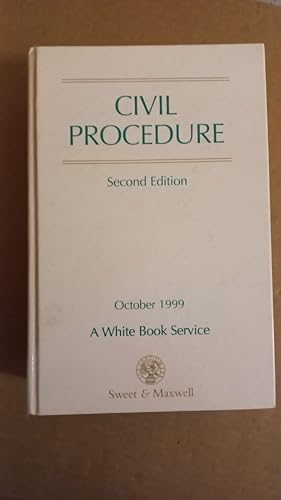 CIVIL
PROCEDURE
Second Edition
October 1999
A White Book Service
Sweet & Maxwell